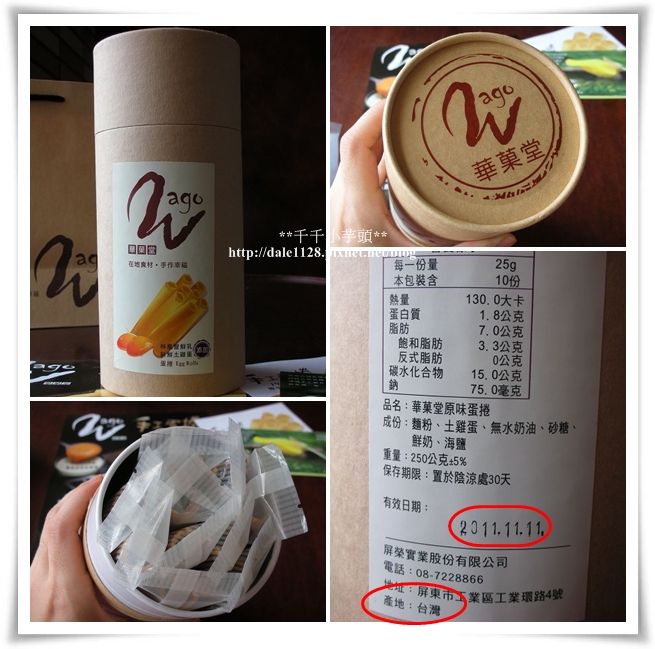 Wago
華菓堂
在地食材•手作幸福
蛋捲 Egg Rolls
Wago
華菓堂
**千千小芋頭**
http://dale1128.pixnet.net/blog
每一份量 25g
本包裝含 10份
熱量 130.0大卡
蛋白質 1.8公克
脂肪 7.0公克
飽和脂肪 3.3公克
反式脂肪 0公克
碳水化合物 15.0公克
鈉 75.0毫克
品名：華菓堂原味蛋捲
成份：麵粉、土雞蛋、無水奶油、砂糖、
鮮奶、海鹽
重量：250公克±5%
保存期限：置於陰涼處30天
有效日期：
2011.11.11.
屏榮實業股份有限公司
電話：08-7228866
地址：屏東市工業區工業環路4號
產地：台灣
Wago